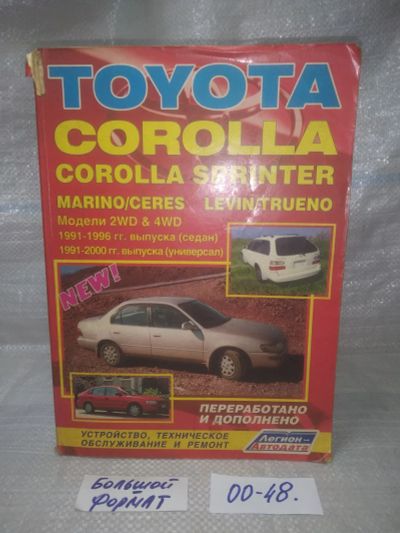 TOYOTA
COROLLA
COROLLA SPRINTER
MARINO/CERES LEVIN/TRUENO
Модели 2WD & 4WD
1991-1996 гг. выпуска (седан)
1991-2000 гг. выпуска (универсал)
NEW!
ПЕРЕРАБОТАНО
И ДОПОЛНЕНО
УСТРОЙСТВО, ТЕХНИЧЕСКОЕ
ОБСЛУЖИВАНИЕ И РЕМОНТ
Легион-
Автодата
БОЛЬШОЙ
ФОРМАТ
00-48.